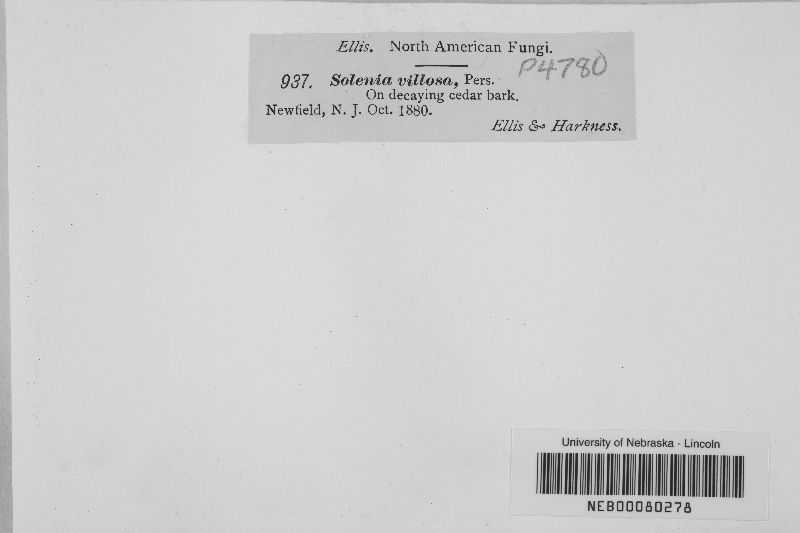 Ellis. North American Fungi.
P4780
937. Solenia villosa, Pers.
On decaying cedar bark.
Newfield, N. J. Oct. 1880.
Ellis & Harkness.
University of Nebraska - Lincoln
NEB00080278